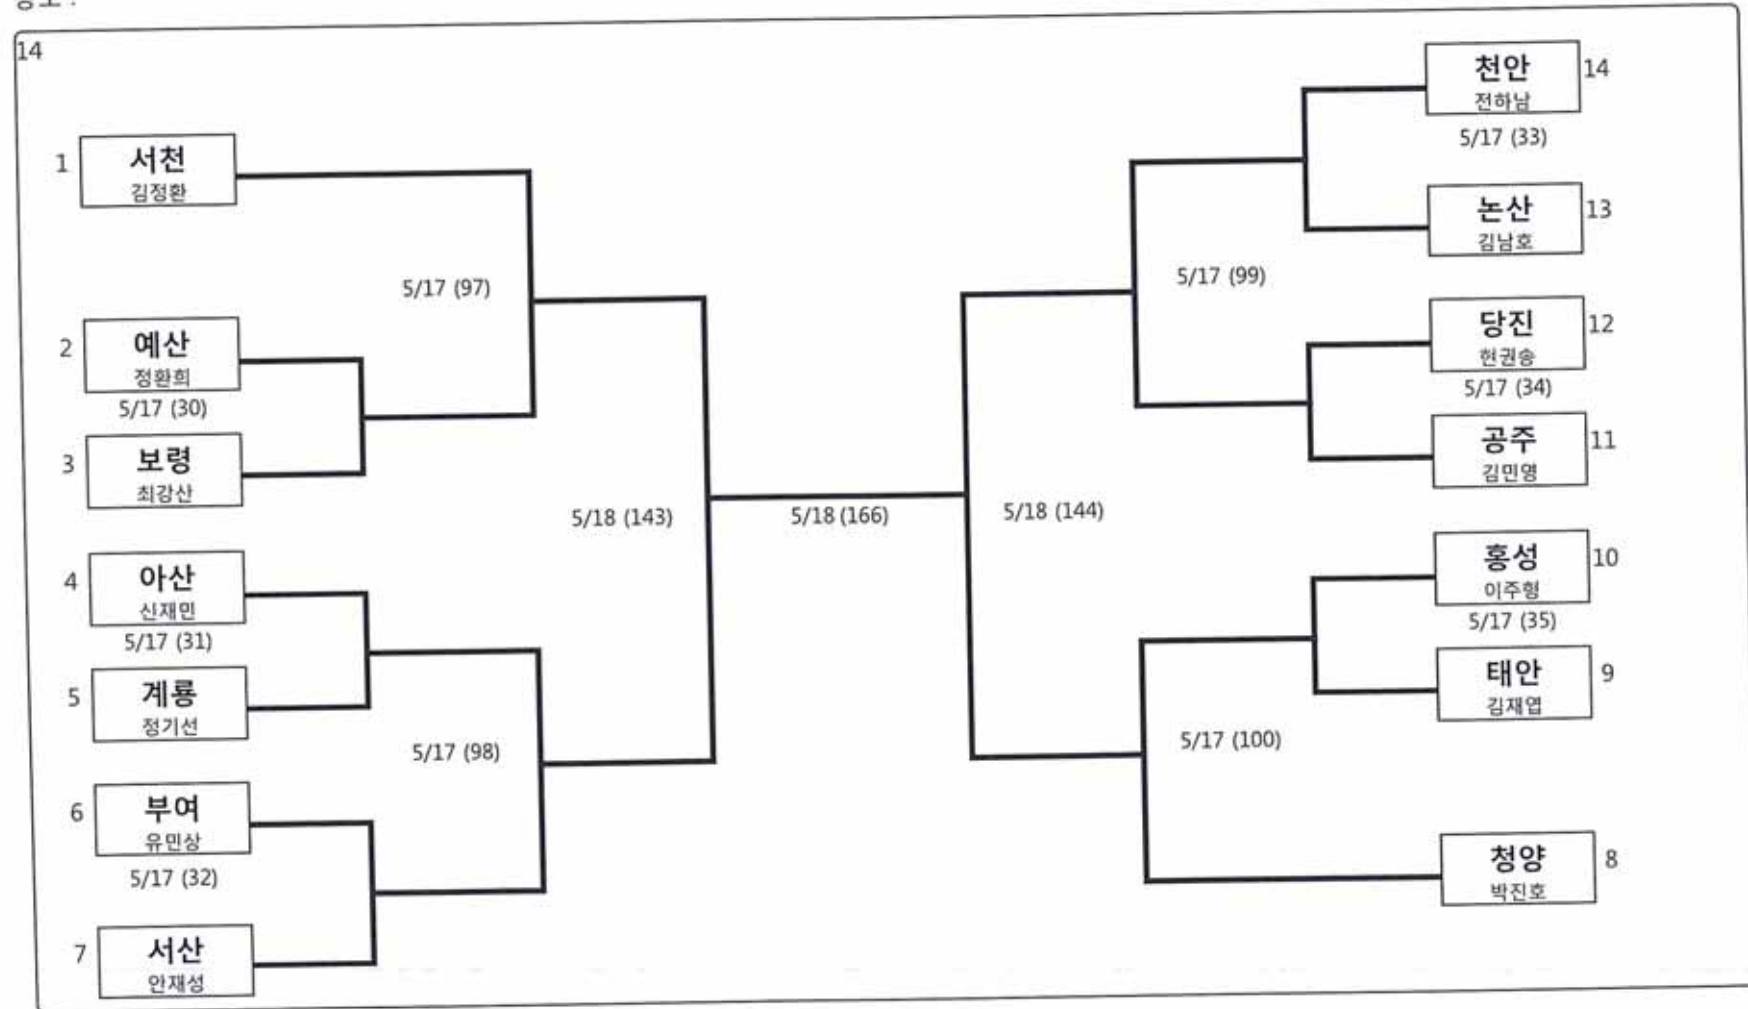 14
1
서천
김정환
5/17 (97)
2
예산
정환희
5/17 (30)
3
보령
최강산
5/18 (143)
4
아산
신재민
5/17 (31)
5
계룡
정기선
5/17 (98)
6
부여
유민상
5/17 (32)
7
서산
안재성
5/18 (166)
천안
14
전하남
5/17 (33)
논산
13
김남호
5/17 (99)
당진
12
현권송
5/17 (34)
공주
11
김민영
5/18 (144)
홍성
10
이주형
5/17 (35)
태안
9
김재엽
5/17 (100)
청양
8
박진호